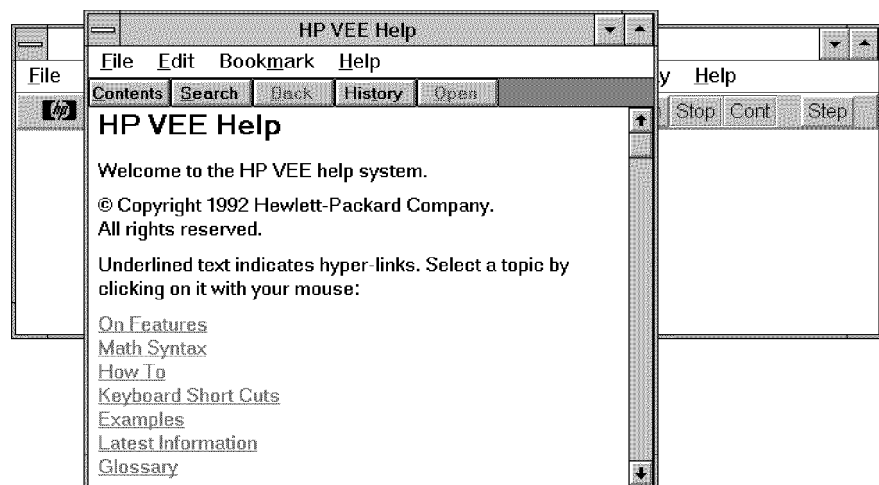 HP VEE Help
File Edit Bookmark Help
Contents Search Back History Open
File
y Help
hp
Stop Cont Step
HP VEE Help
Welcome to the HP VEE help system.
© Copyright 1992 Hewlett-Packard Company.
All rights reserved.
Underlined text indicates hyper-links. Select a topic by
clicking on it with your mouse:
On Features
Math Syntax
How To
Keyboard Short Cuts
Examples
Latest Information
Glossary